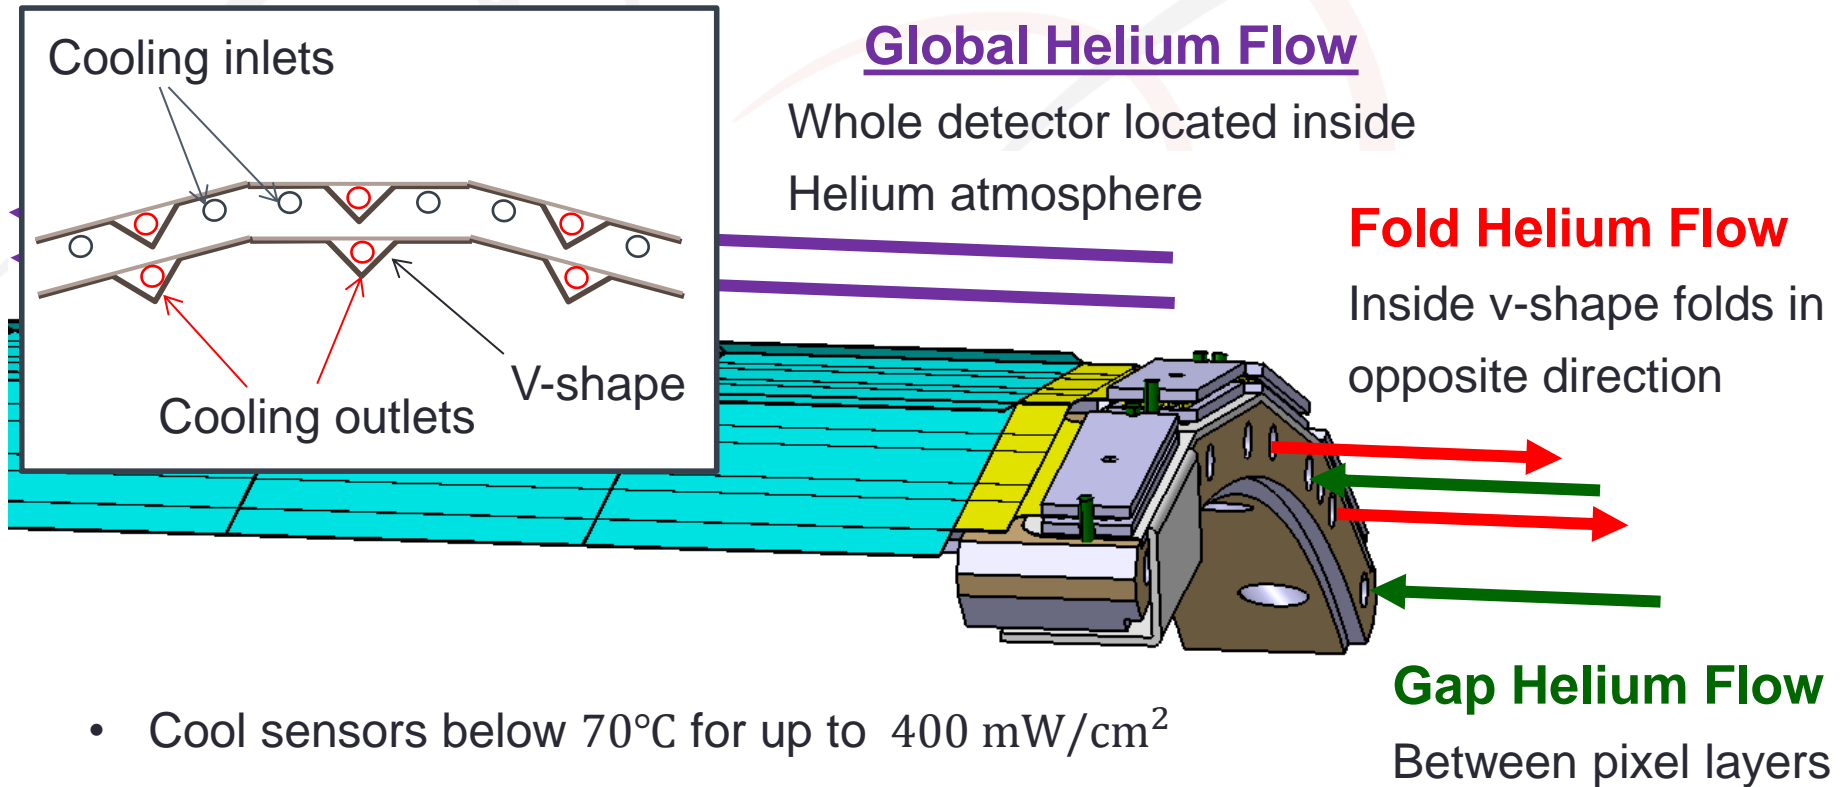 Cooling inlets
V-shape
Cooling outlets
Global Helium Flow
Whole detector located inside
Helium atmosphere
Fold Helium Flow
Inside v-shape folds in
opposite direction
Gap Helium Flow
Between pixel layers
• Cool sensors below 70°C for up to 400 mW/cm²